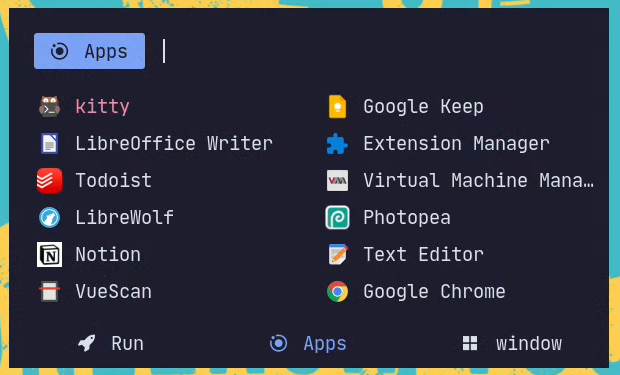 Apps
kitty
Google Keep
LibreOffice Writer
Extension Manager
Todoist
Virtual Machine Mana…
LibreWolf
Photopea
Notion
Text Editor
VueScan
Google Chrome
Run
Apps
window